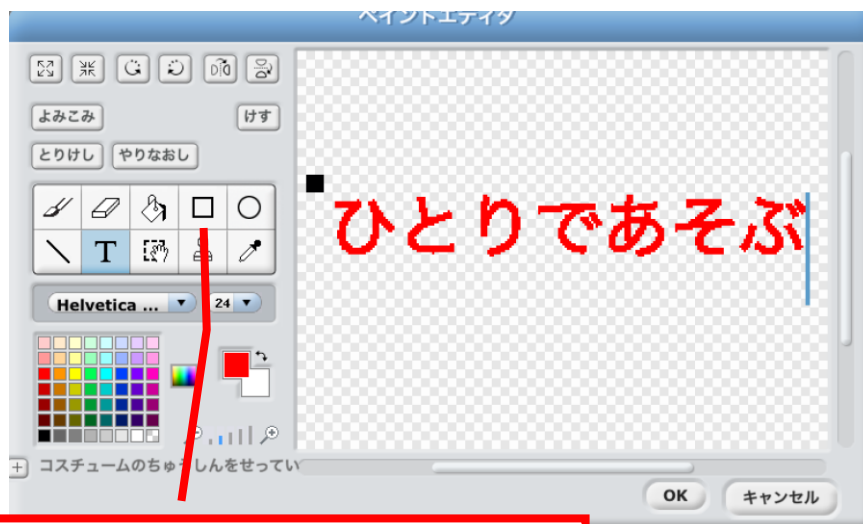 ペイントエディタ
よみこみ
けす
とりけし
やりなおし
ひとりであそぶ
T
Helvetica ...
24
コスチュームのちゅうしんをせってい
OK
キャンセル